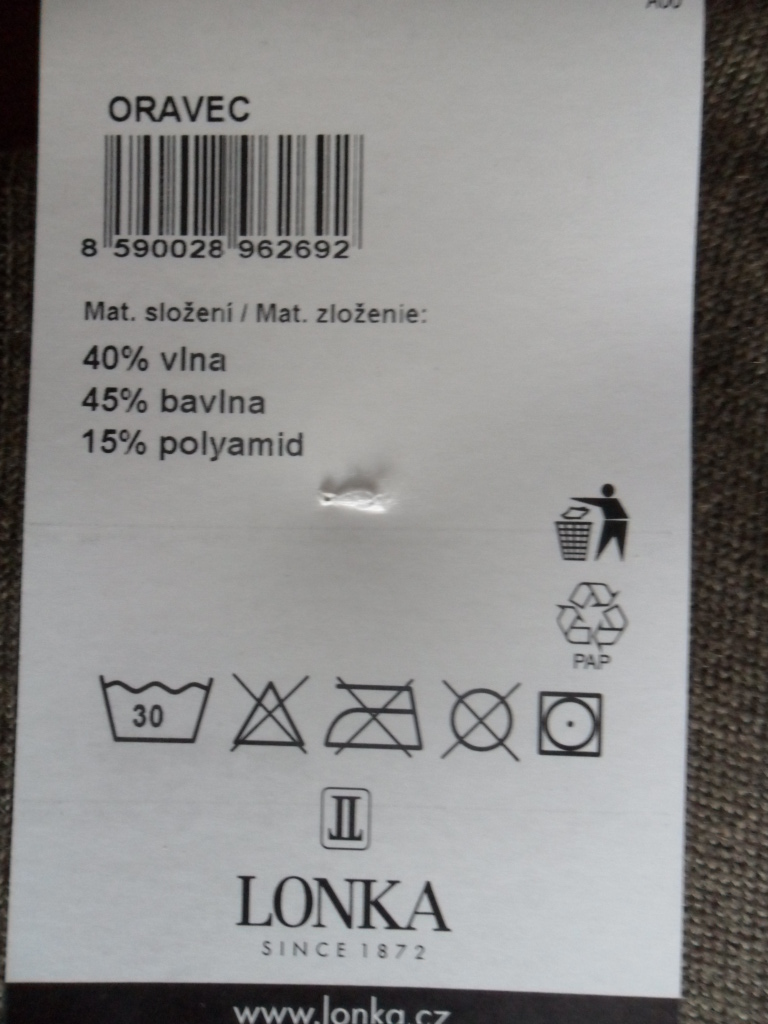 ORAVEC
8 590028 962692
Mat. složení / Mat. zloženie:
40% vlna
45% bavlna
15% polyamid
PAP
30
LONKA
SINCE 1872
www.lonka.cz